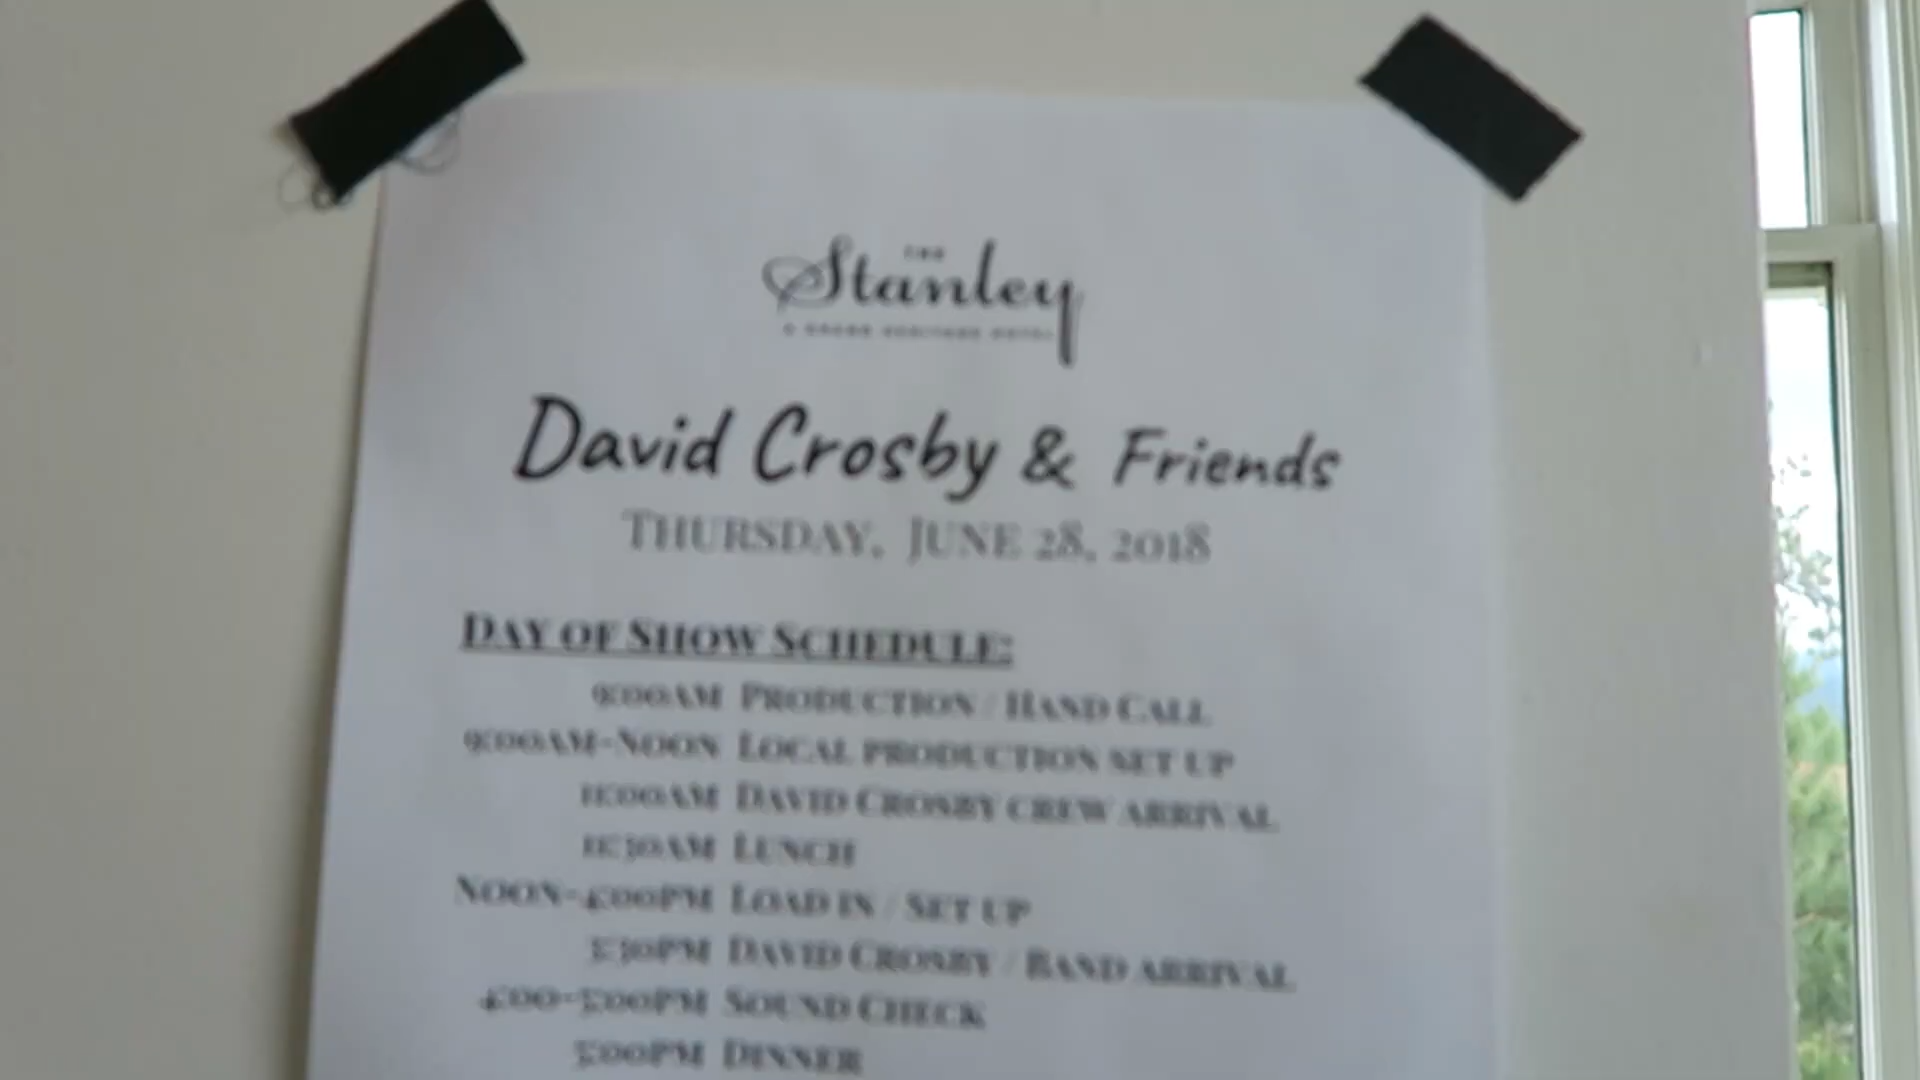 THE
Stanley
A GRAND HERITAGE HOTEL
David Crosby & Friends
THURSDAY, JUNE 28, 2018
DAY OF SHOW SCHEDULE:
9:00AM PRODUCTION / HAND CALL
9:00AM-NOON LOCAL PRODUCTION SET UP
11:00AM DAVID CROSBY CREW ARRIVAL
11:30AM LUNCH
NOON-4:00PM LOAD IN / SET UP
3:30PM DAVID CROSBY / BAND ARRIVAL
4:00-5:00PM SOUND CHECK
5:00PM DINNER